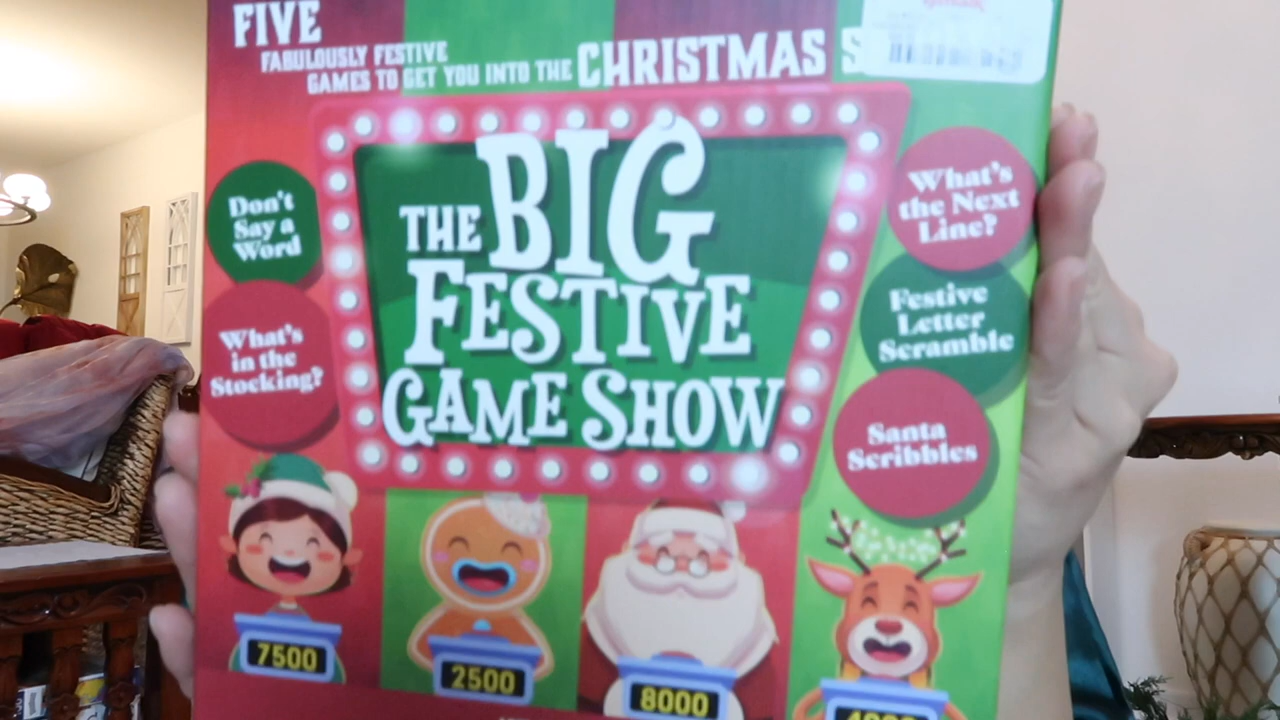 FIVE
FABULOUSLY FESTIVE
GAMES TO GET YOU INTO THE CHRISTMAS
THE BIG
FESTIVE
GAME SHOW
Don't
Say a
Word
What's
in the
Stocking?
What's
the Next
Line?
Festive
Letter
Scramble
Santa
Scribbles
7500
2500
8000